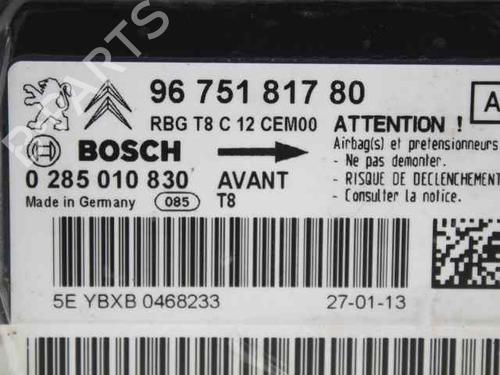 96 751 817 80
A
RBG T8 C 12 CEM00
ATTENTION !
Airbag(s) et pretensionneurs
BOSCH
- Ne pas demonter.
0 285 010 830
AVANT
- RISQUE DE DECLENCHEMENT
Made in Germany
085
T8
- Consulter la notice.
5E YBXB 0468233
27-01-13
B PARTS